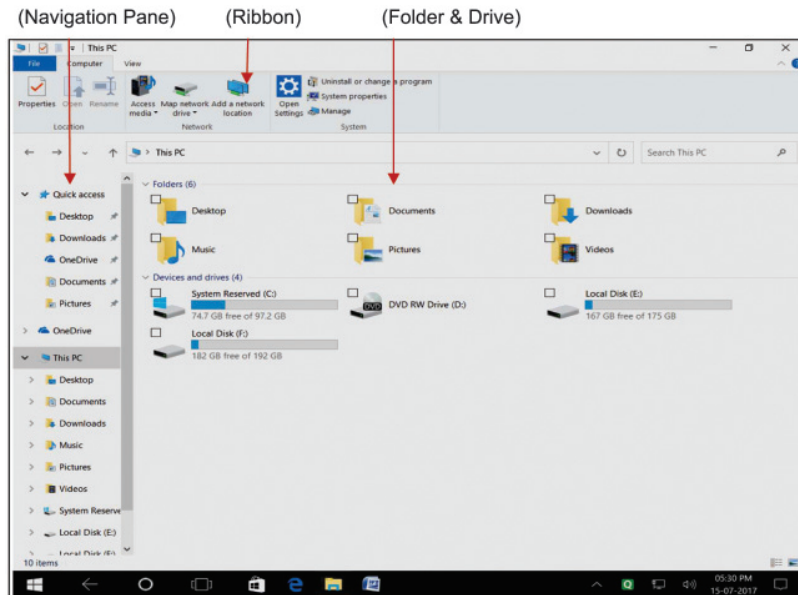 (Navigation Pane) (Ribbon) (Folder & Drive)
This PC
File Computer View
Properties Open Rename
Access media Map network drive Add a network location
Open Settings
Uninstall or change a program
System properties
Manage
Location Network System
This PC
Search This PC
Quick access
Desktop
Downloads
OneDrive
Documents
Pictures
OneDrive
This PC
Desktop
Documents
Downloads
Music
Pictures
Videos
System Reserve
Local Disk (E:)
Local Disk (F:)
Folders (6)
Desktop Documents Downloads
Music Pictures Videos
Devices and drives (4)
System Reserved (C:)
74.7 GB free of 97.2 GB
DVD
DVD RW Drive (D:)
Local Disk (E:)
167 GB free of 175 GB
Local Disk (F:)
182 GB free of 192 GB
10 items
05:30 PM
15-07-2017